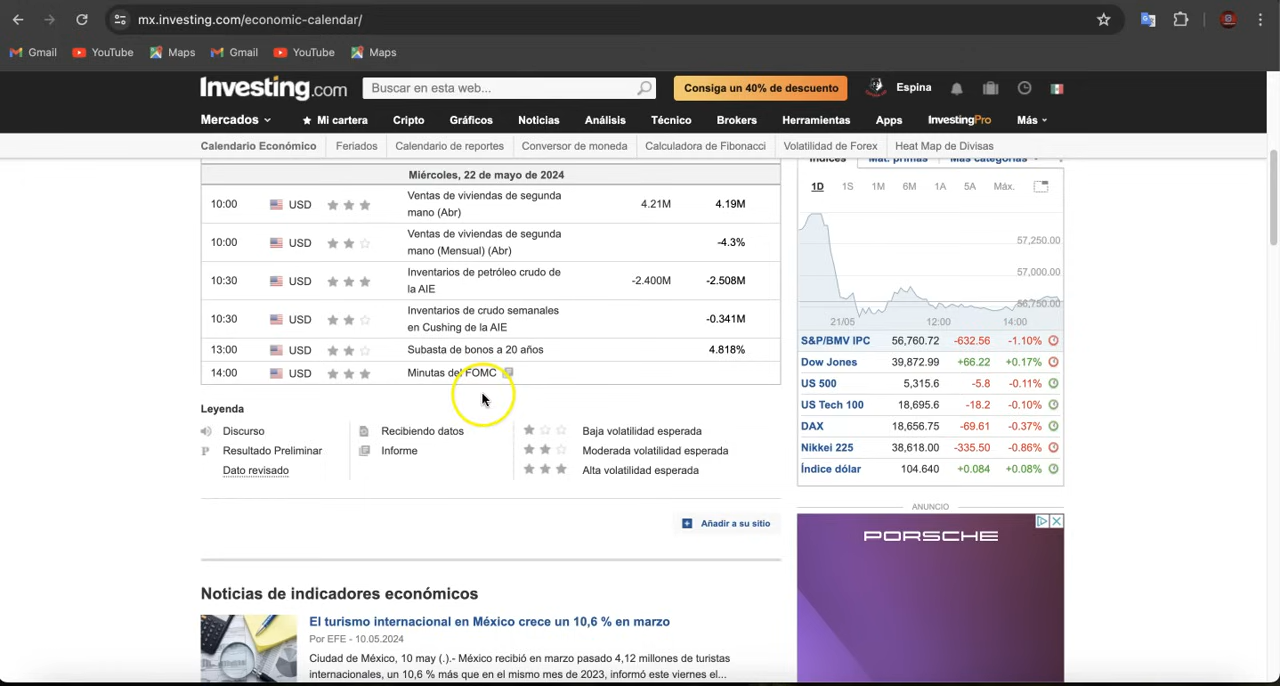 mx.investing.com/economic-calendar/
Gmail YouTube Maps Gmail YouTube Maps
Investing.com Buscar en esta web... Consiga un 40% de descuento Espina
Mercados Mi cartera Cripto Gráficos Noticias Análisis Técnico Brokers Herramientas Apps InvestingPro Más
Calendario Económico Feriados Calendario de reportes Conversor de moneda Calculadora de Fibonacci Volatilidad de Forex Heat Map de Divisas
Miércoles, 22 de mayo de 2024
10:00 USD Ventas de viviendas de segunda mano (Abr) 4.21M 4.19M
10:00 USD Ventas de viviendas de segunda mano (Mensual) (Abr) -4.3%
10:30 USD Inventarios de petróleo crudo de la AIE -2.400M -2.508M
10:30 USD Inventarios de crudo semanales en Cushing de la AIE -0.341M
13:00 USD Subasta de bonos a 20 años 4.818%
14:00 USD Minutas del FOMC
Leyenda
Discurso Recibiendo datos Baja volatilidad esperada
P Resultado Preliminar Informe Moderada volatilidad esperada
Dato revisado Alta volatilidad esperada
Añadir a su sitio
Noticias de indicadores económicos
El turismo internacional en México crece un 10,6 % en marzo
Por EFE - 10.05.2024
Ciudad de México, 10 may (.).- México recibió en marzo pasado 4,12 millones de turistas
internacionales, un 10,6 % más que en el mismo mes de 2023, informó este viernes el...
Índices Mat. primas Más categorías
1D 1S 1M 6M 1A 5A Máx.
57,250.00
57,000.00
56,750.00
21/05 12:00 14:00
S&P/BMV IPC 56,760.72 -632.56 -1.10%
Dow Jones 39,872.99 +66.22 +0.17%
US 500 5,315.6 -5.8 -0.11%
US Tech 100 18,695.6 -18.2 -0.10%
DAX 18,656.75 -69.61 -0.37%
Nikkei 225 38,618.00 -335.50 -0.86%
Índice dólar 104.640 +0.084 +0.08%
ANUNCIO
PORSCHE